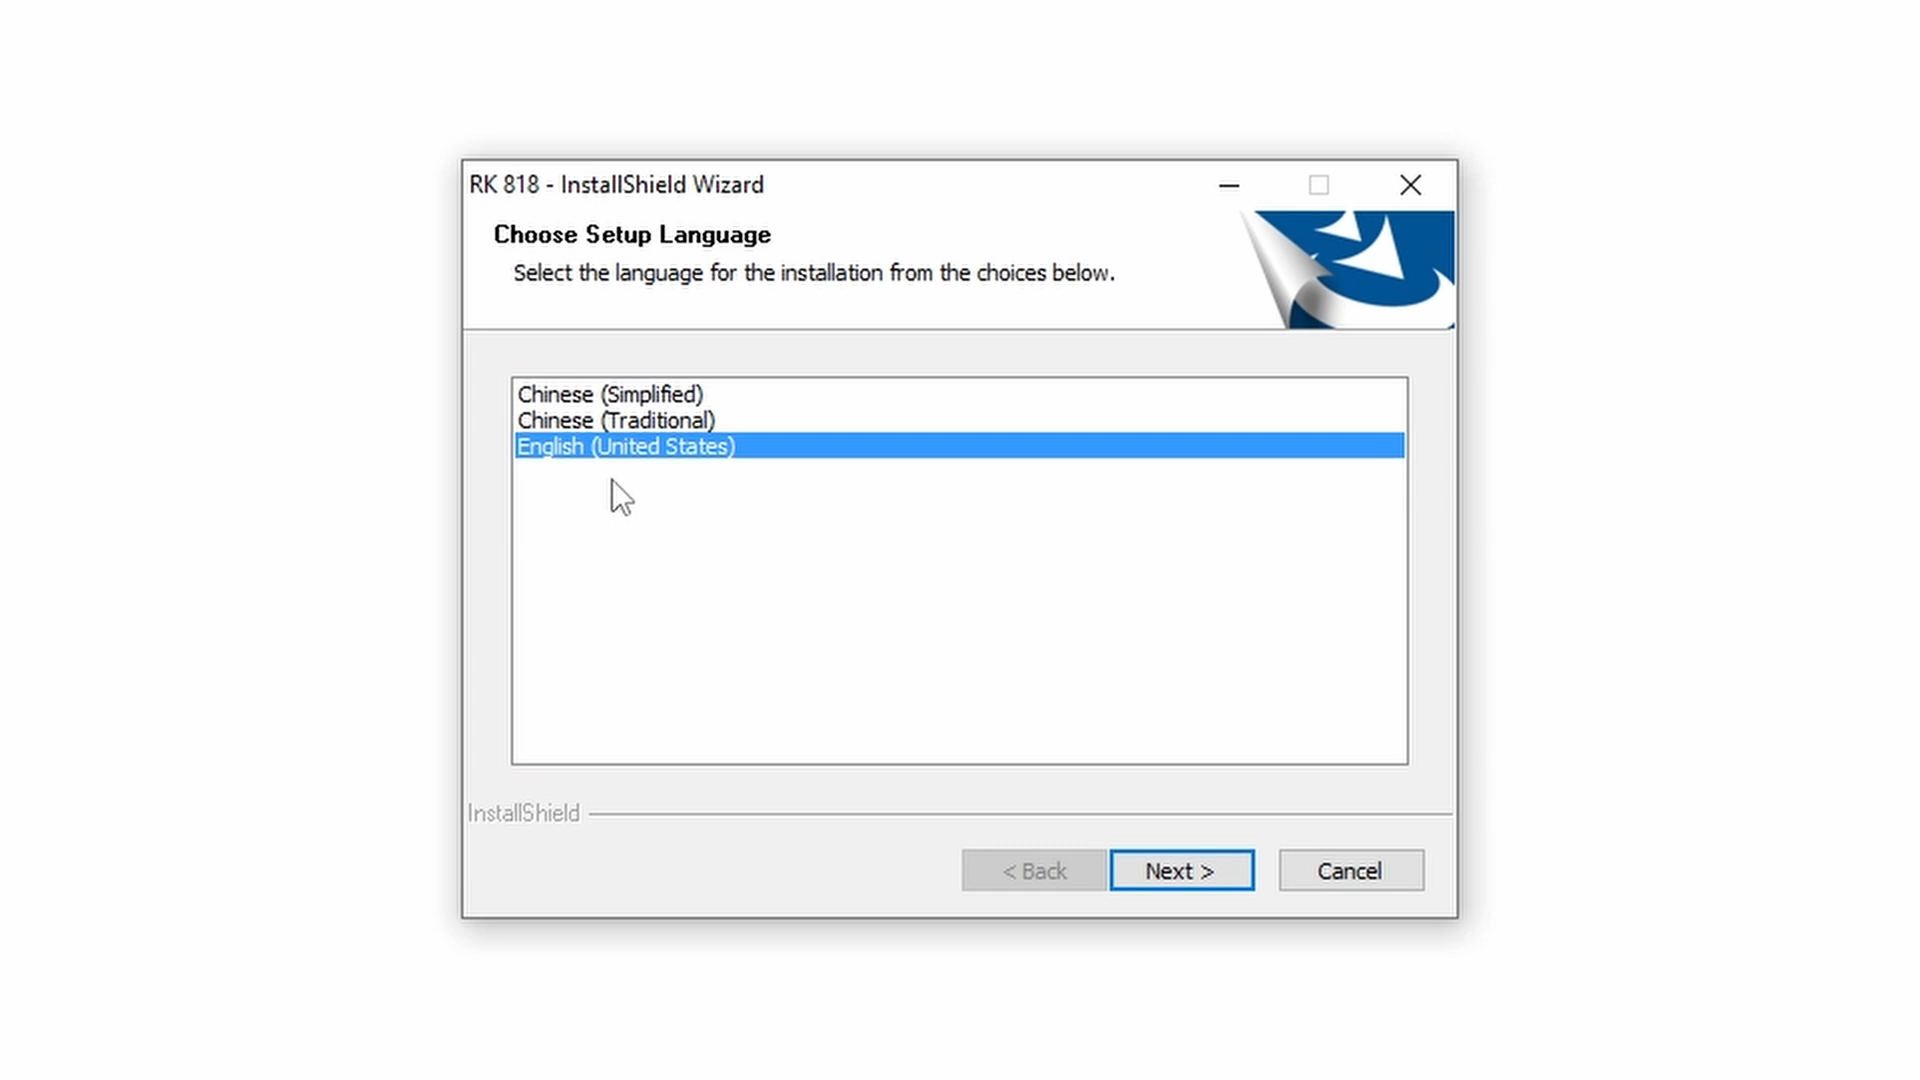 RK 818 - InstallShield Wizard
Choose Setup Language
Select the language for the installation from the choices below.
Chinese (Simplified)
Chinese (Traditional)
English (United States)
InstallShield
< Back
Next >
Cancel